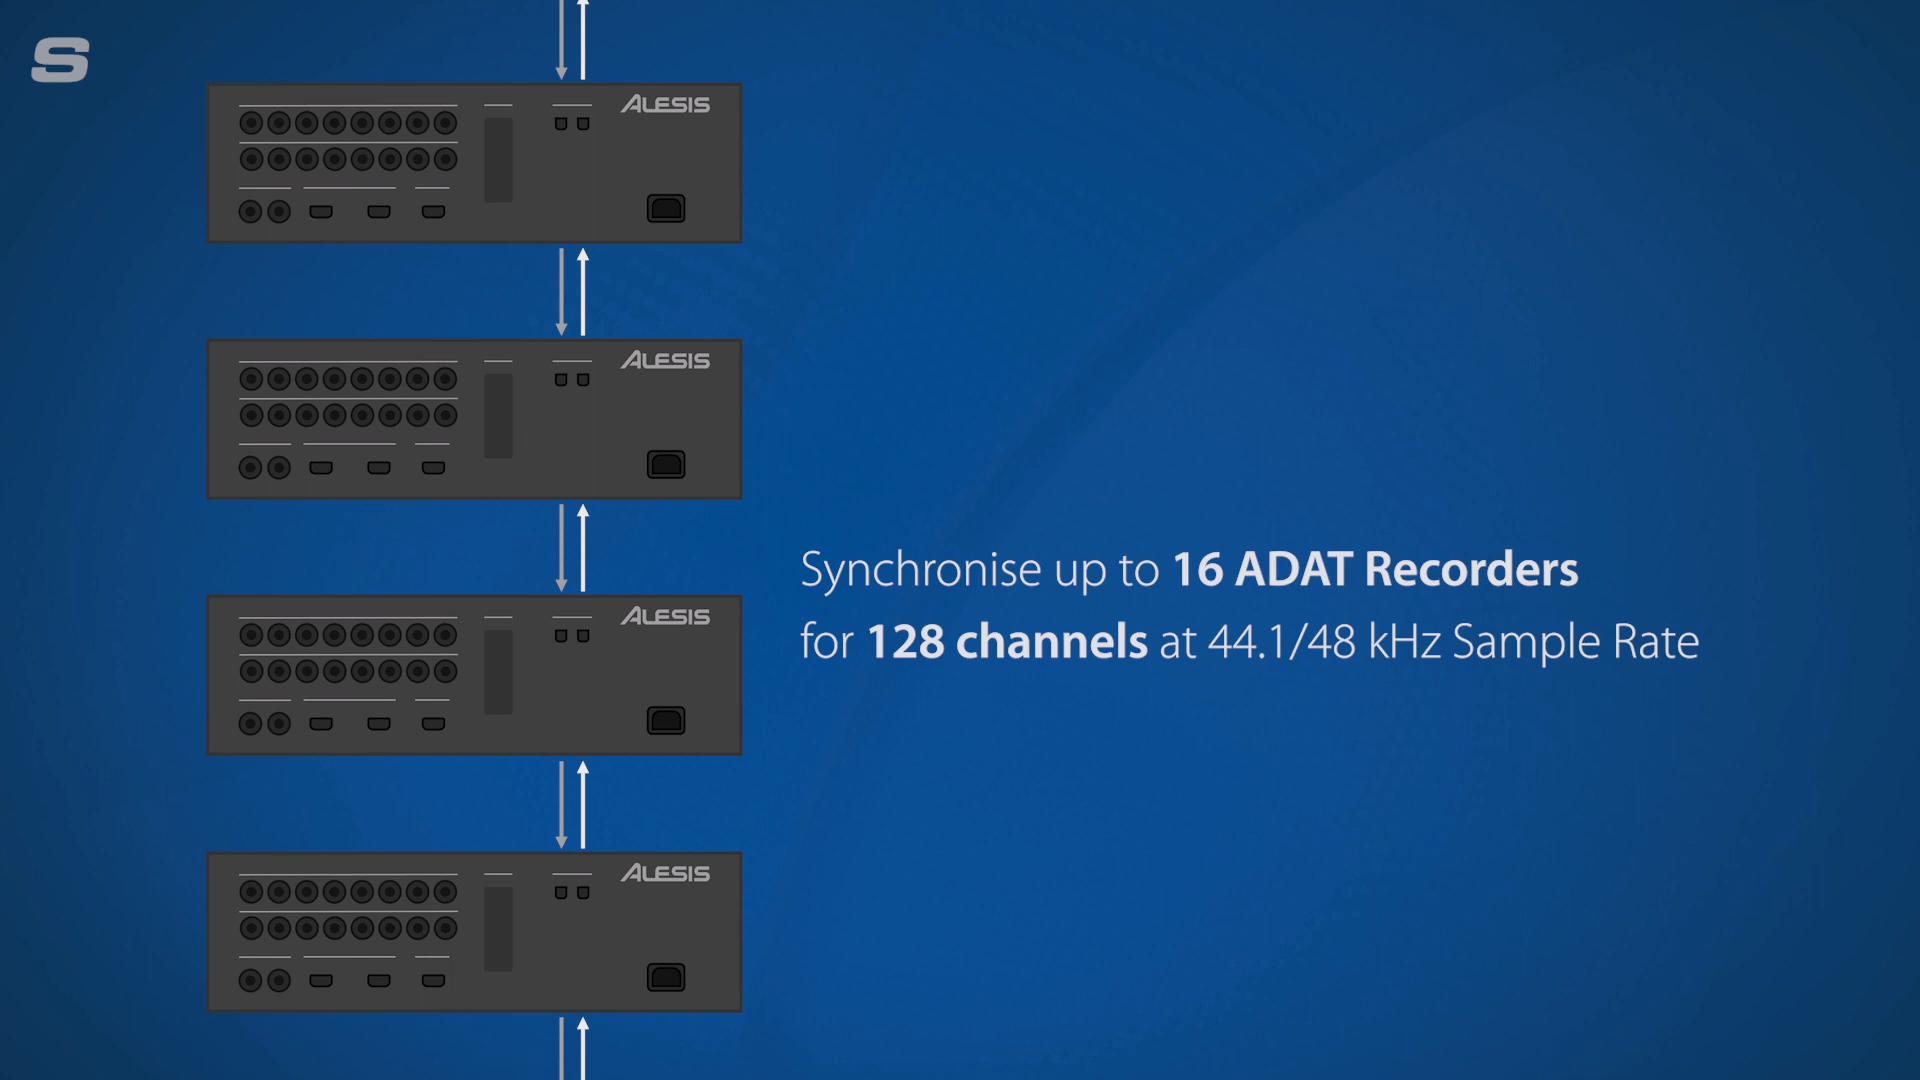 S
ALESIS
ALESIS
Synchronise up to 16 ADAT Recorders
for 128 channels at 44.1/48 kHz Sample Rate
ALESIS
ALESIS